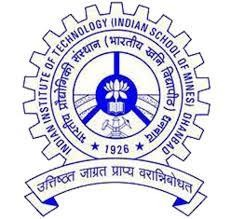 INDIAN INSTITUTE OF TECHNOLOGY (INDIAN SCHOOL OF MINES) DHANBAD
भारतीय प्रौद्योगिकी संस्थान (भारतीय खनि विद्यापीठ) धनबाद
• 1926 •
उत्तिष्ठत जाग्रत प्राप्य वरान्निबोधत